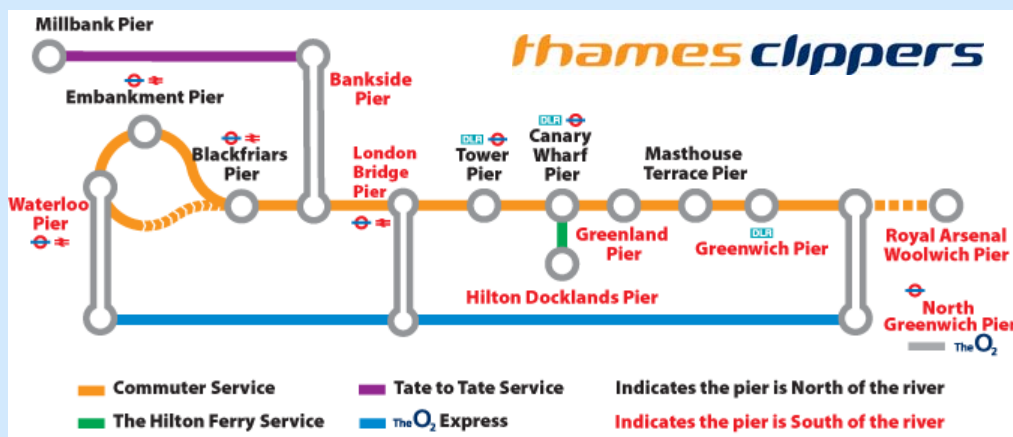 Millbank Pier
thames clippers
Embankment Pier
Bankside
Pier
Blackfriars
Pier
London
Bridge
Pier
DLR
Tower
Pier
DLR
Canary
Wharf
Pier
Masthouse
Terrace Pier
Waterloo
Pier
Greenland
Pier
DLR
Greenwich Pier
Royal Arsenal
Woolwich Pier
Hilton Docklands Pier
North
Greenwich Pier
The O2
Commuter Service
Tate to Tate Service
Indicates the pier is North of the river
The Hilton Ferry Service
The O2 Express
Indicates the pier is South of the river